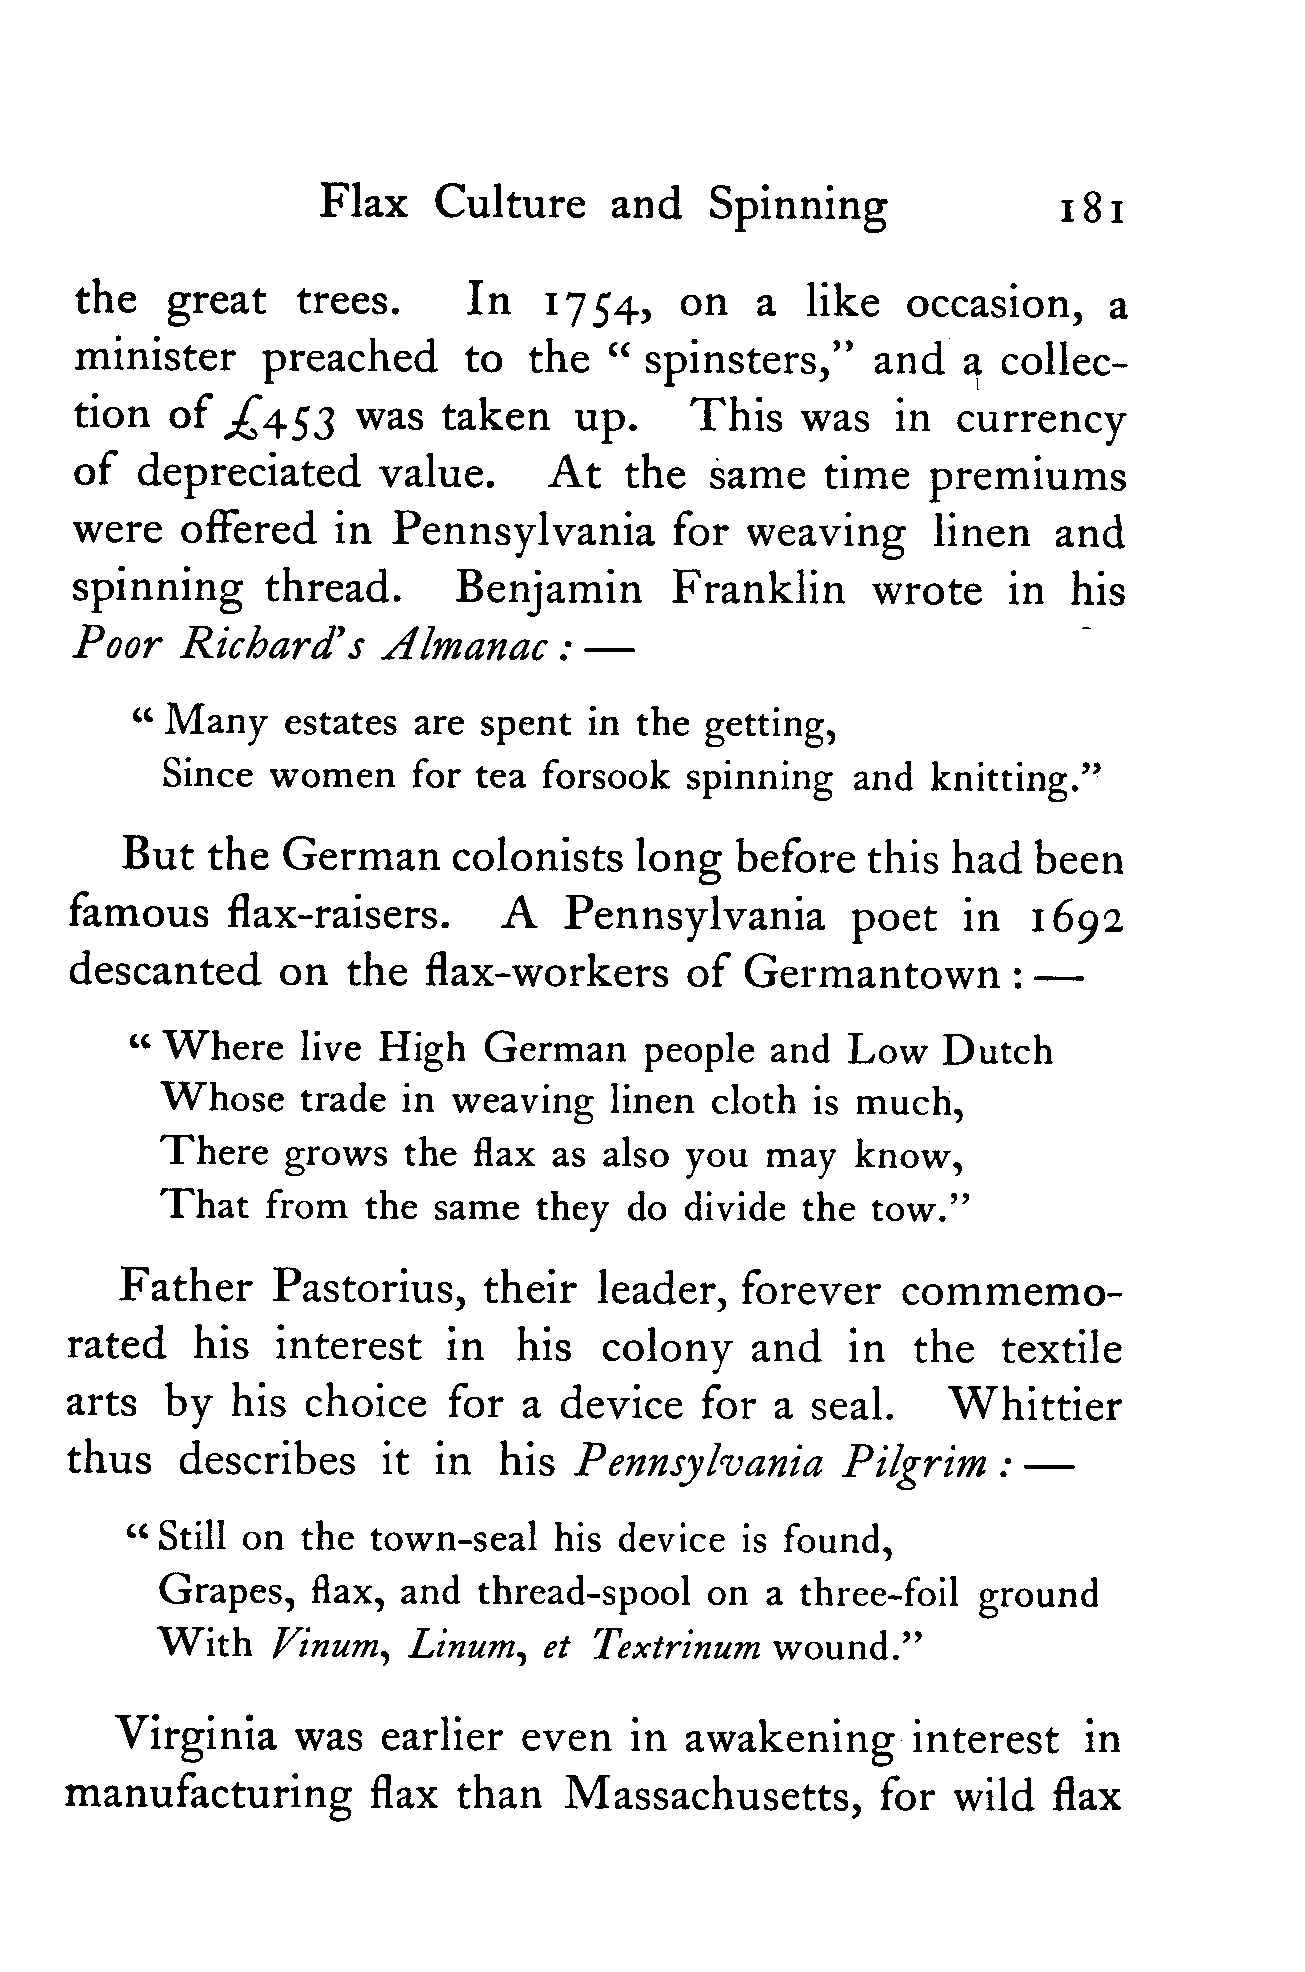 Flax Culture and Spinning 181
the great trees. In 1754, on a like occasion, a
minister preached to the “ spinsters,” and a collec-
tion of £453 was taken up. This was in currency
of depreciated value. At the same time premiums
were offered in Pennsylvania for weaving linen and
spinning thread. Benjamin Franklin wrote in his
Poor Richard’s Almanac : —
“ Many estates are spent in the getting,
Since women for tea forsook spinning and knitting.”
But the German colonists long before this had been
famous flax-raisers. A Pennsylvania poet in 1692
descanted on the flax-workers of Germantown : —
“ Where live High German people and Low Dutch
Whose trade in weaving linen cloth is much,
There grows the flax as also you may know,
That from the same they do divide the tow.”
Father Pastorius, their leader, forever commemo-
rated his interest in his colony and in the textile
arts by his choice for a device for a seal. Whittier
thus describes it in his Pennsylvania Pilgrim : —
“ Still on the town-seal his device is found,
Grapes, flax, and thread-spool on a three-foil ground
With Vinum, Linum, et Textrinum wound.”
Virginia was earlier even in awakening interest in
manufacturing flax than Massachusetts, for wild flax